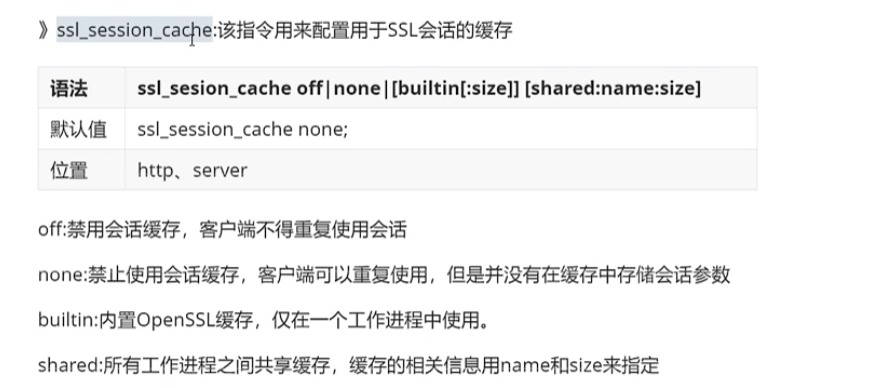 》ssl_session_cache:该指令用来配置用于SSL会话的缓存
语法 ssl_sesion_cache off|none|[builtin[:size]] [shared:name:size]
默认值 ssl_session_cache none;
位置 http、server
off:禁用会话缓存，客户端不得重复使用会话
none:禁止使用会话缓存，客户端可以重复使用，但是并没有在缓存中存储会话参数
builtin:内置OpenSSL缓存，仅在一个工作进程中使用。
shared:所有工作进程之间共享缓存，缓存的相关信息用name和size来指定